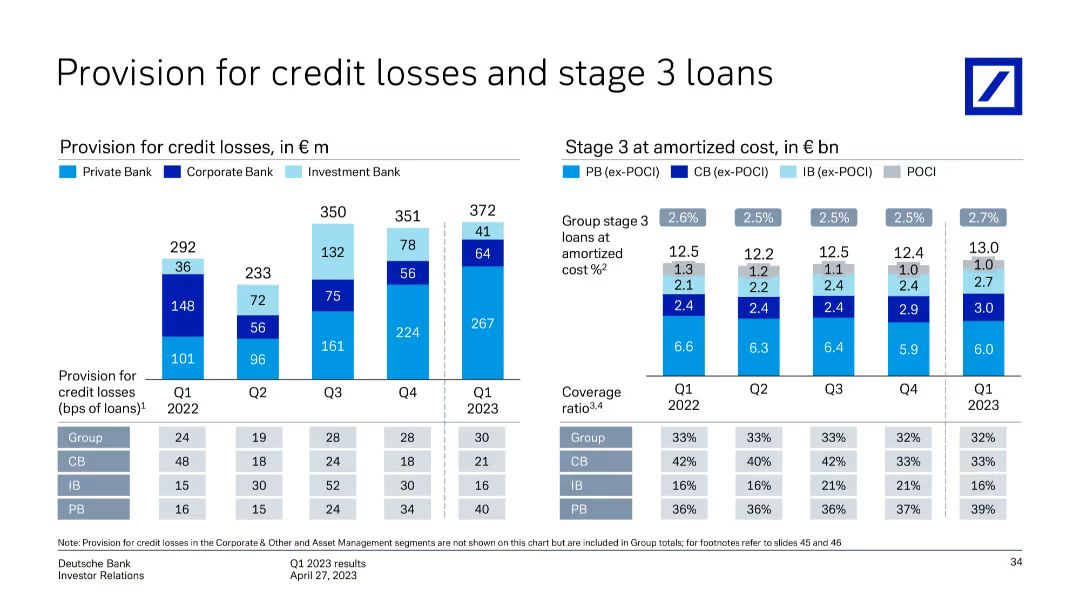 Provision for credit losses and stage 3 loans
Provision for credit losses, in € m
Private Bank Corporate Bank Investment Bank
292 233 350 351 372
36 72 132 78 41
148 56 75 56 64
101 96 161 224 267
Provision for
credit losses
(bps of loans)1
Q1 Q2 Q3 Q4 Q1
2022 2023
Group 24 19 28 28 30
CB 48 18 24 18 21
IB 15 30 52 30 16
PB 16 15 24 34 40
Stage 3 at amortized cost, in € bn
PB (ex-POCI) CB (ex-POCI) IB (ex-POCI) POCI
Group stage 3
loans at
amortized
cost %2
2.6% 2.5% 2.5% 2.5% 2.7%
12.5 12.2 12.5 12.4 13.0
1.3 1.2 1.1 1.0 1.0
2.1 2.2 2.4 2.4 2.7
2.4 2.4 2.4 2.9 3.0
6.6 6.3 6.4 5.9 6.0
Coverage
ratio3,4
Q1 Q2 Q3 Q4 Q1
2022 2023
Group 33% 33% 33% 32% 32%
CB 42% 40% 42% 33% 33%
IB 16% 16% 21% 21% 16%
PB 36% 36% 36% 37% 39%
Note: Provision for credit losses in the Corporate & Other and Asset Management segments are not shown on this chart but are included in Group totals; for footnotes refer to slides 45 and 46
Deutsche Bank
Investor Relations
Q1 2023 results
April 27, 2023
34